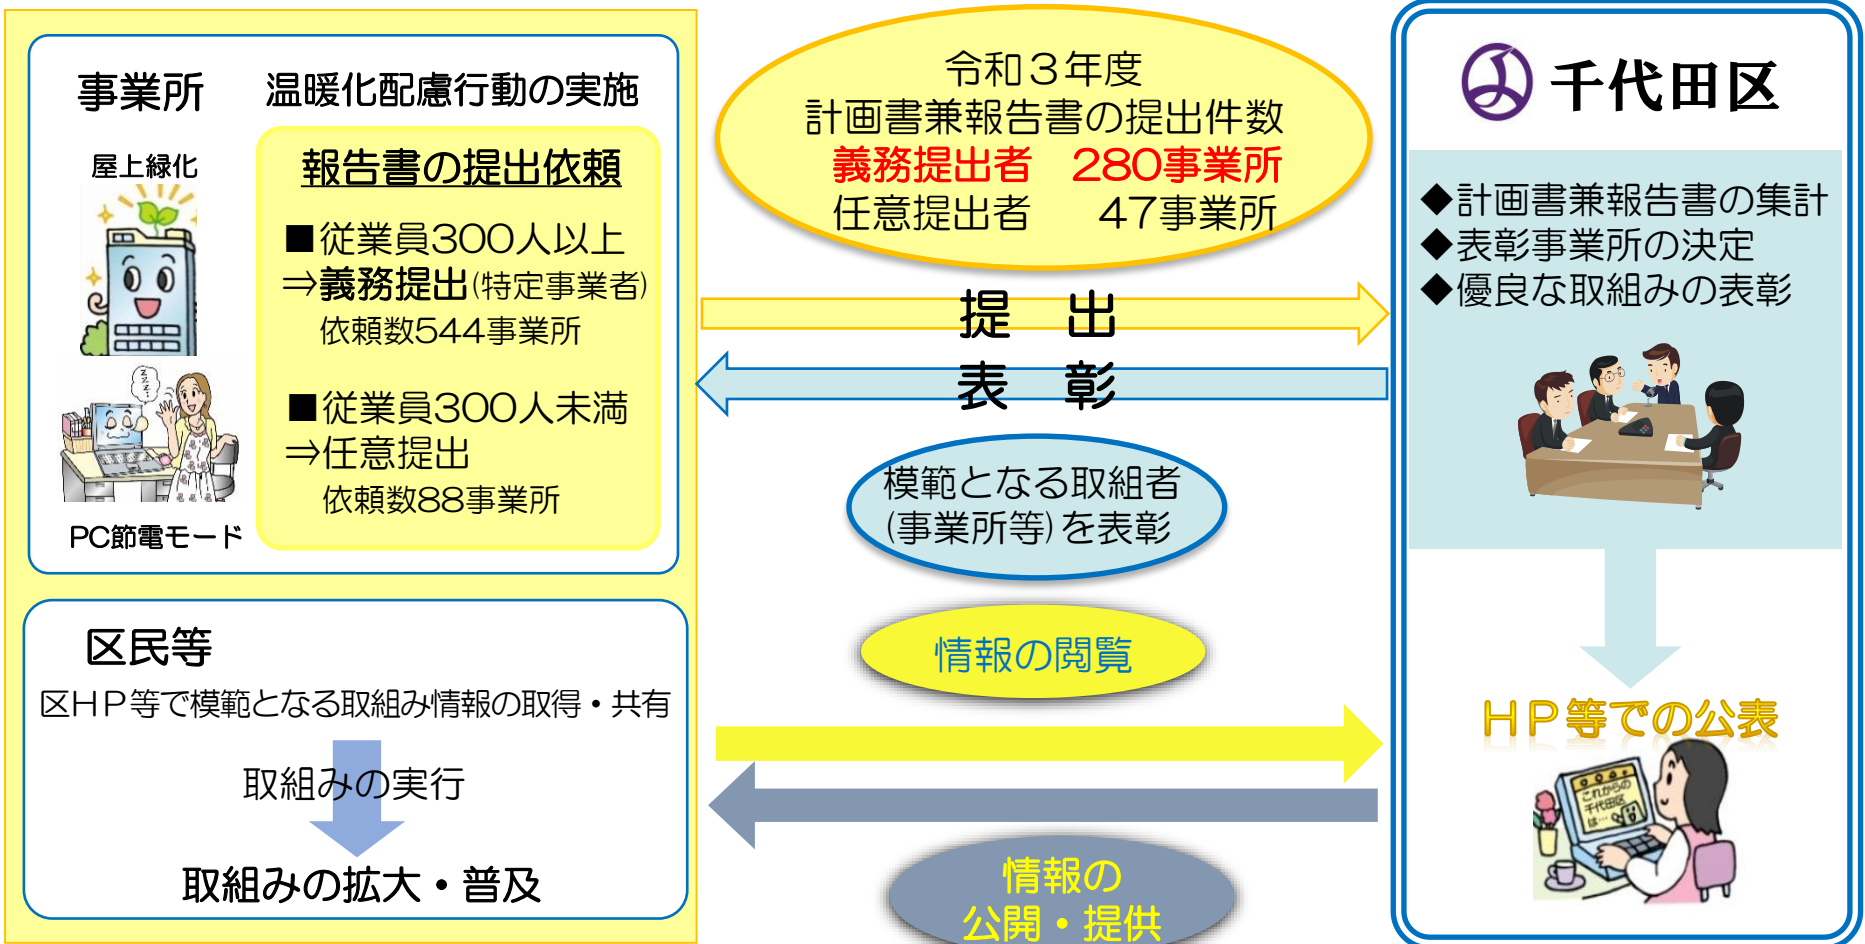 事業所
温暖化配慮行動の実施
屋上緑化
PC節電モード
報告書の提出依頼
■従業員300人以上
⇒義務提出(特定事業者)
依頼数544事業所
■従業員300人未満
⇒任意提出
依頼数88事業所
zzz…
区民等
区HP等で模範となる取組み情報の取得・共有
取組みの実行
取組みの拡大・普及
令和3年度
計画書兼報告書の提出件数
義務提出者 280事業所
任意提出者 47事業所
提 出
表 彰
模範となる取組者
(事業所等)を表彰
情報の閲覧
情報の
公開・提供
千代田区
◆計画書兼報告書の集計
◆表彰事業所の決定
◆優良な取組みの表彰
HP等での公表
これからの
千代田区
は…